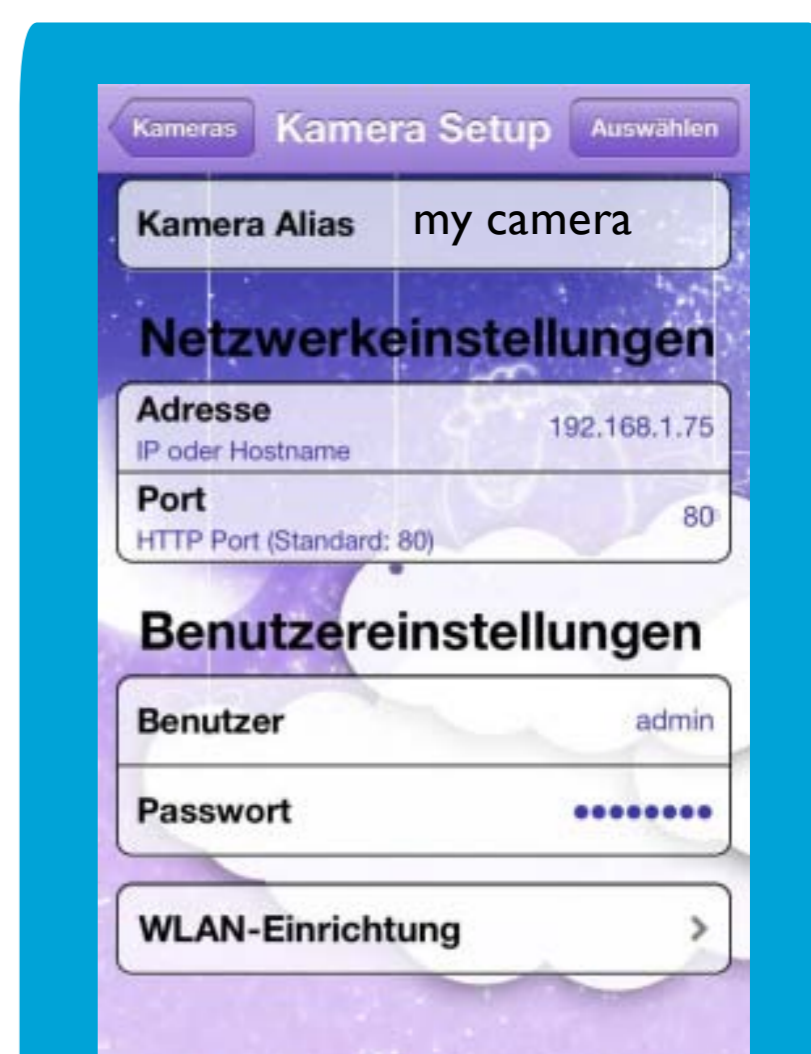 Kameras Kamera Setup Auswählen
Kamera Alias my camera
Netzwerkeinstellungen
Adresse 192.168.1.75
IP oder Hostname
Port 80
HTTP Port (Standard: 80)
Benutzereinstellungen
Benutzer admin
Passwort ••••••••
WLAN-Einrichtung >